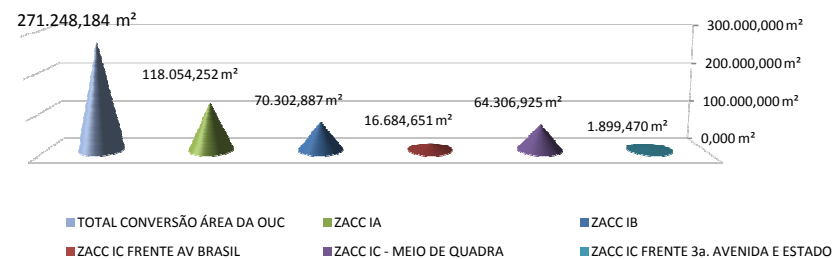 271.248,184 m²
300.000,000 m²
118.054,252 m²
200.000,000 m²
70.302,887 m²
64.306,925 m²
100.000,000 m²
16.684,651 m²
1.899,470 m²
0,000 m²
TOTAL CONVERSÃO ÁREA DA OUC
ZACC IA
ZACC IB
ZACC IC FRENTE AV BRASIL
ZACC IC - MEIO DE QUADRA
ZACC IC FRENTE 3a. AVENIDA E ESTADO